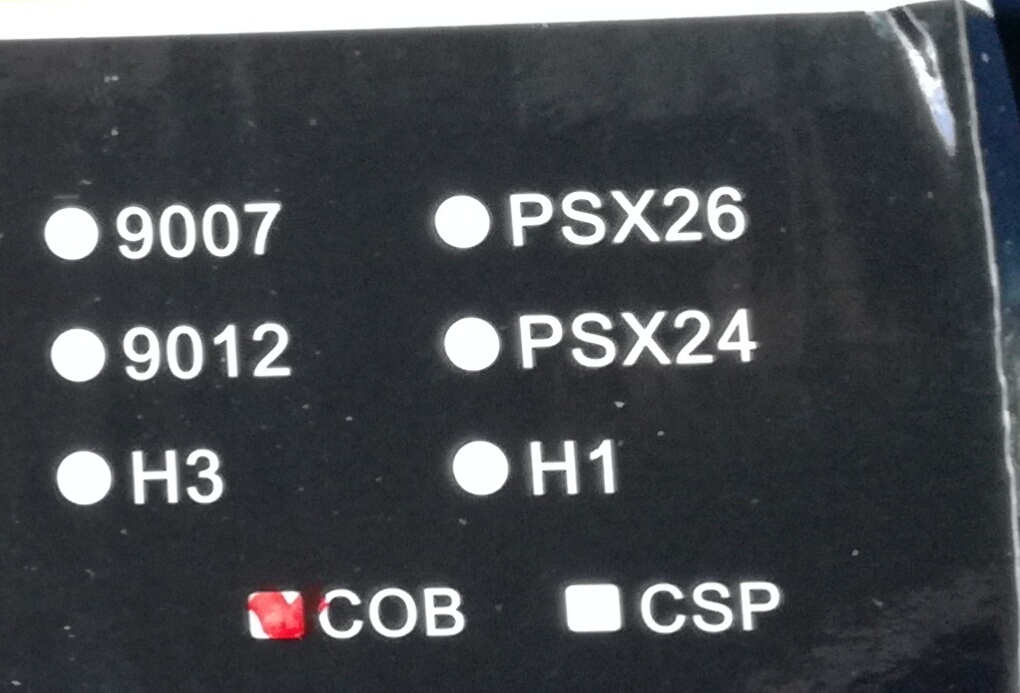 9007 PSX26
9012 PSX24
H3 H1
COB CSP